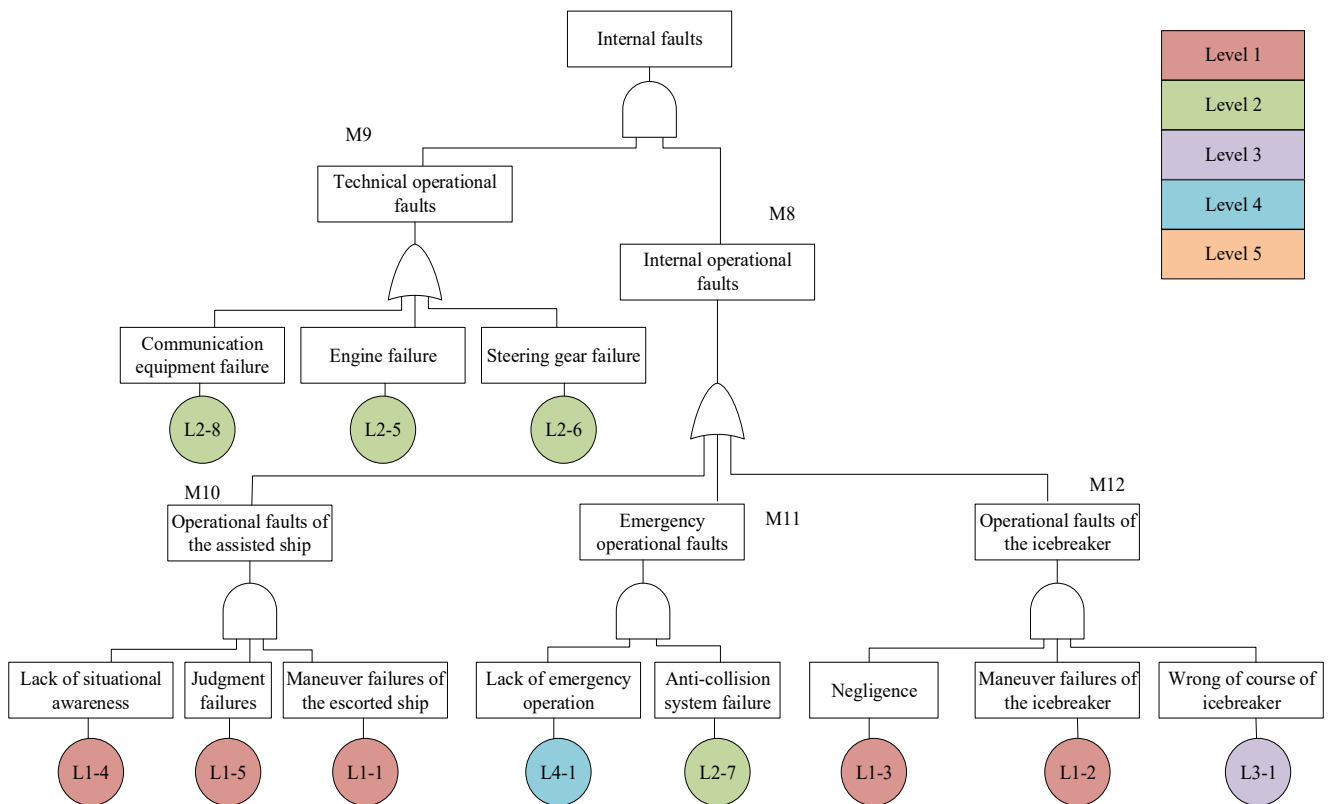 Internal faults
Level 1
Level 2
Level 3
Level 4
Level 5
M9
Technical operational
faults
M8
Internal operational
faults
Communication
equipment failure
Engine failure
Steering gear failure
L2-8
L2-5
L2-6
M10
Operational faults of
the assisted ship
Emergency
operational faults
M11
M12
Operational faults of
the icebreaker
Lack of situational
awareness
Judgment
failures
Maneuver failures of
the escorted ship
Lack of emergency
operation
Anti-collision
system failure
Negligence
Maneuver failures of
the icebreaker
Wrong of course of
icebreaker
L1-4
L1-5
L1-1
L4-1
L2-7
L1-3
L1-2
L3-1